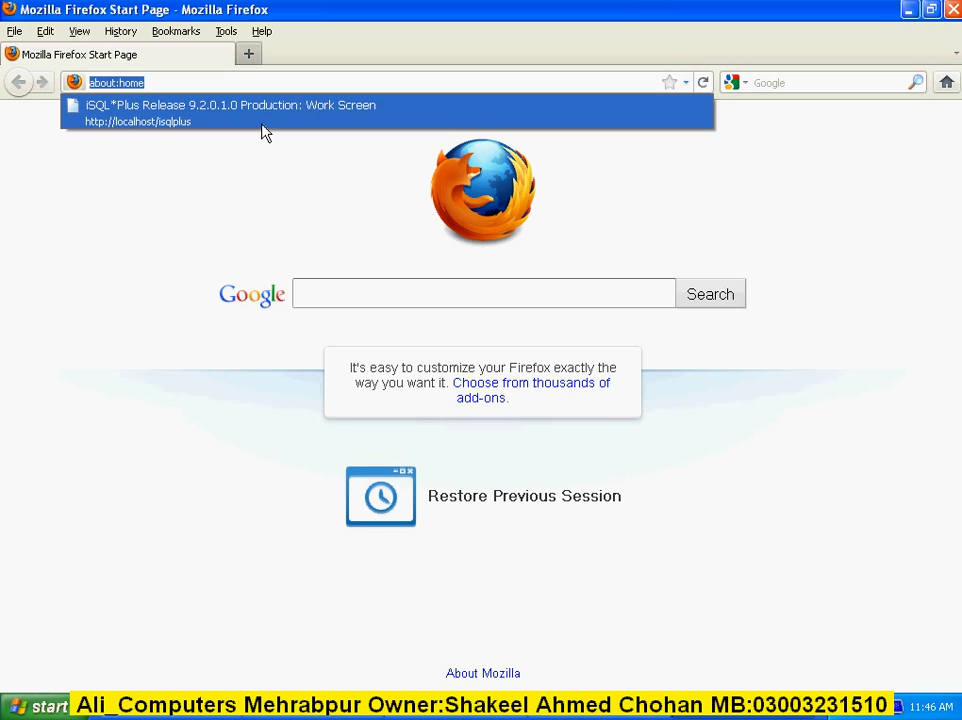 Mozilla Firefox Start Page - Mozilla Firefox
File Edit View History Bookmarks Tools Help
Mozilla Firefox Start Page
about:home
Google
iSQL*Plus Release 9.2.0.1.0 Production: Work Screen
http://localhost/isqlplus
Google
Search
It's easy to customize your Firefox exactly the
way you want it. Choose from thousands of
add-ons.
Restore Previous Session
About Mozilla
start
Ali_Computers Mehrabpur Owner:Shakeel Ahmed Chohan MB:03003231510
11:46 AM